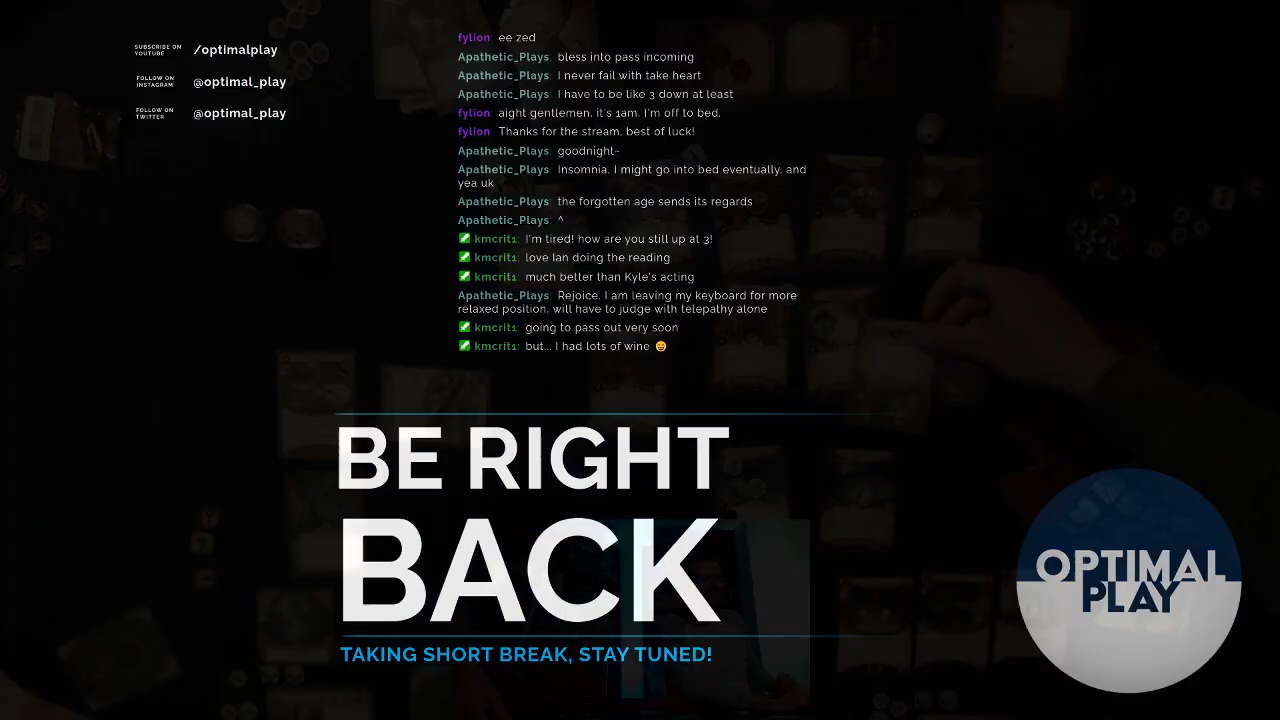 SUBSCRIBE ON
YOUTUBE
/optimalplay
FOLLOW ON
INSTAGRAM
@optimal_play
FOLLOW ON
TWITTER
@optimal_play
fylion: ee zed
Apathetic_Plays: bless into pass incoming
Apathetic_Plays: I never fail with take heart
Apathetic_Plays: I have to be like 3 down at least
fylion: aight gentlemen, it's 1am. I'm off to bed.
fylion: Thanks for the stream, best of luck!
Apathetic_Plays: goodnight~
Apathetic_Plays: Insomnia. I might go into bed eventually, and
yea uk
Apathetic_Plays: the forgotten age sends its regards
Apathetic_Plays: ^
kmcrit1: I'm tired! how are you still up at 3!
kmcrit1: love Ian doing the reading
kmcrit1: much better than Kyle's acting
Apathetic_Plays: Rejoice. I am leaving my keyboard for more
relaxed position, will have to judge with telepathy alone
kmcrit1: going to pass out very soon
kmcrit1: but... I had lots of wine 😄
BE RIGHT
BACK
TAKING SHORT BREAK, STAY TUNED!
OPTIMAL
PLAY